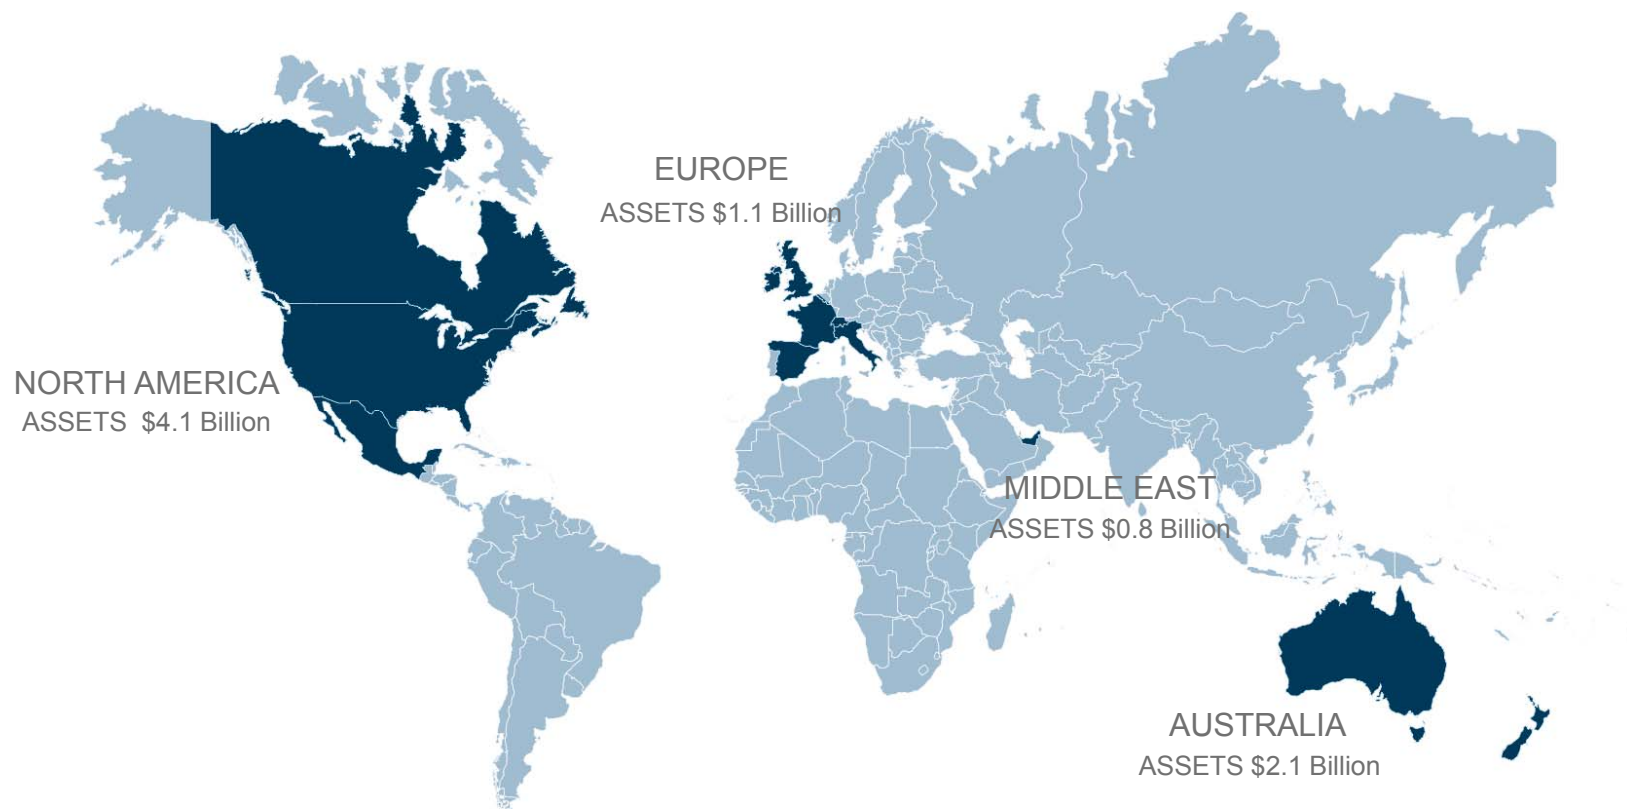 EUROPE
ASSETS $1.1 Billion
NORTH AMERICA
ASSETS $4.1 Billion
MIDDLE EAST
ASSETS $0.8 Billion
AUSTRALIA
ASSETS $2.1 Billion